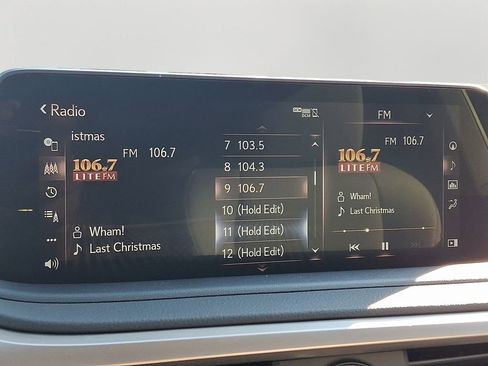 Radio
istmas
FM 106.7
106.7
LITE FM
Wham!
Last Christmas
7 103.5
8 104.3
9 106.7
10 (Hold Edit)
11 (Hold Edit)
12 (Hold Edit)
FM
FM 106.7
106.7
LITE FM
Wham!
Last Christmas